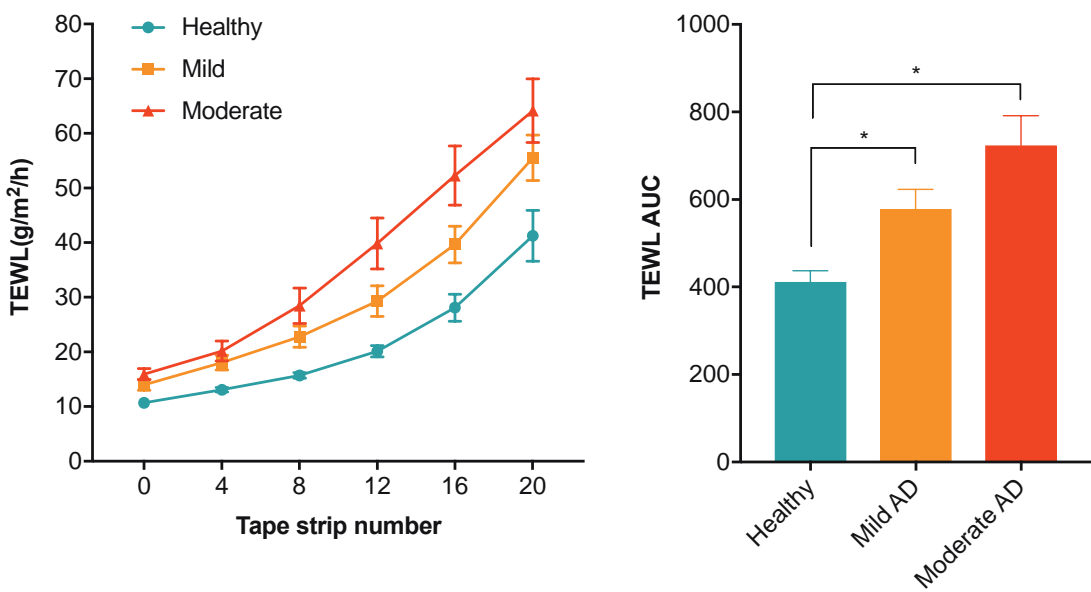 80
70
60
50
40
30
20
10
0
TEWL(g/m²/h)
Healthy
Mild
Moderate
0 4 8 12 16 20
Tape strip number
1000
800
600
400
200
0
TEWL AUC
*
*
Healthy
Mild AD
Moderate AD